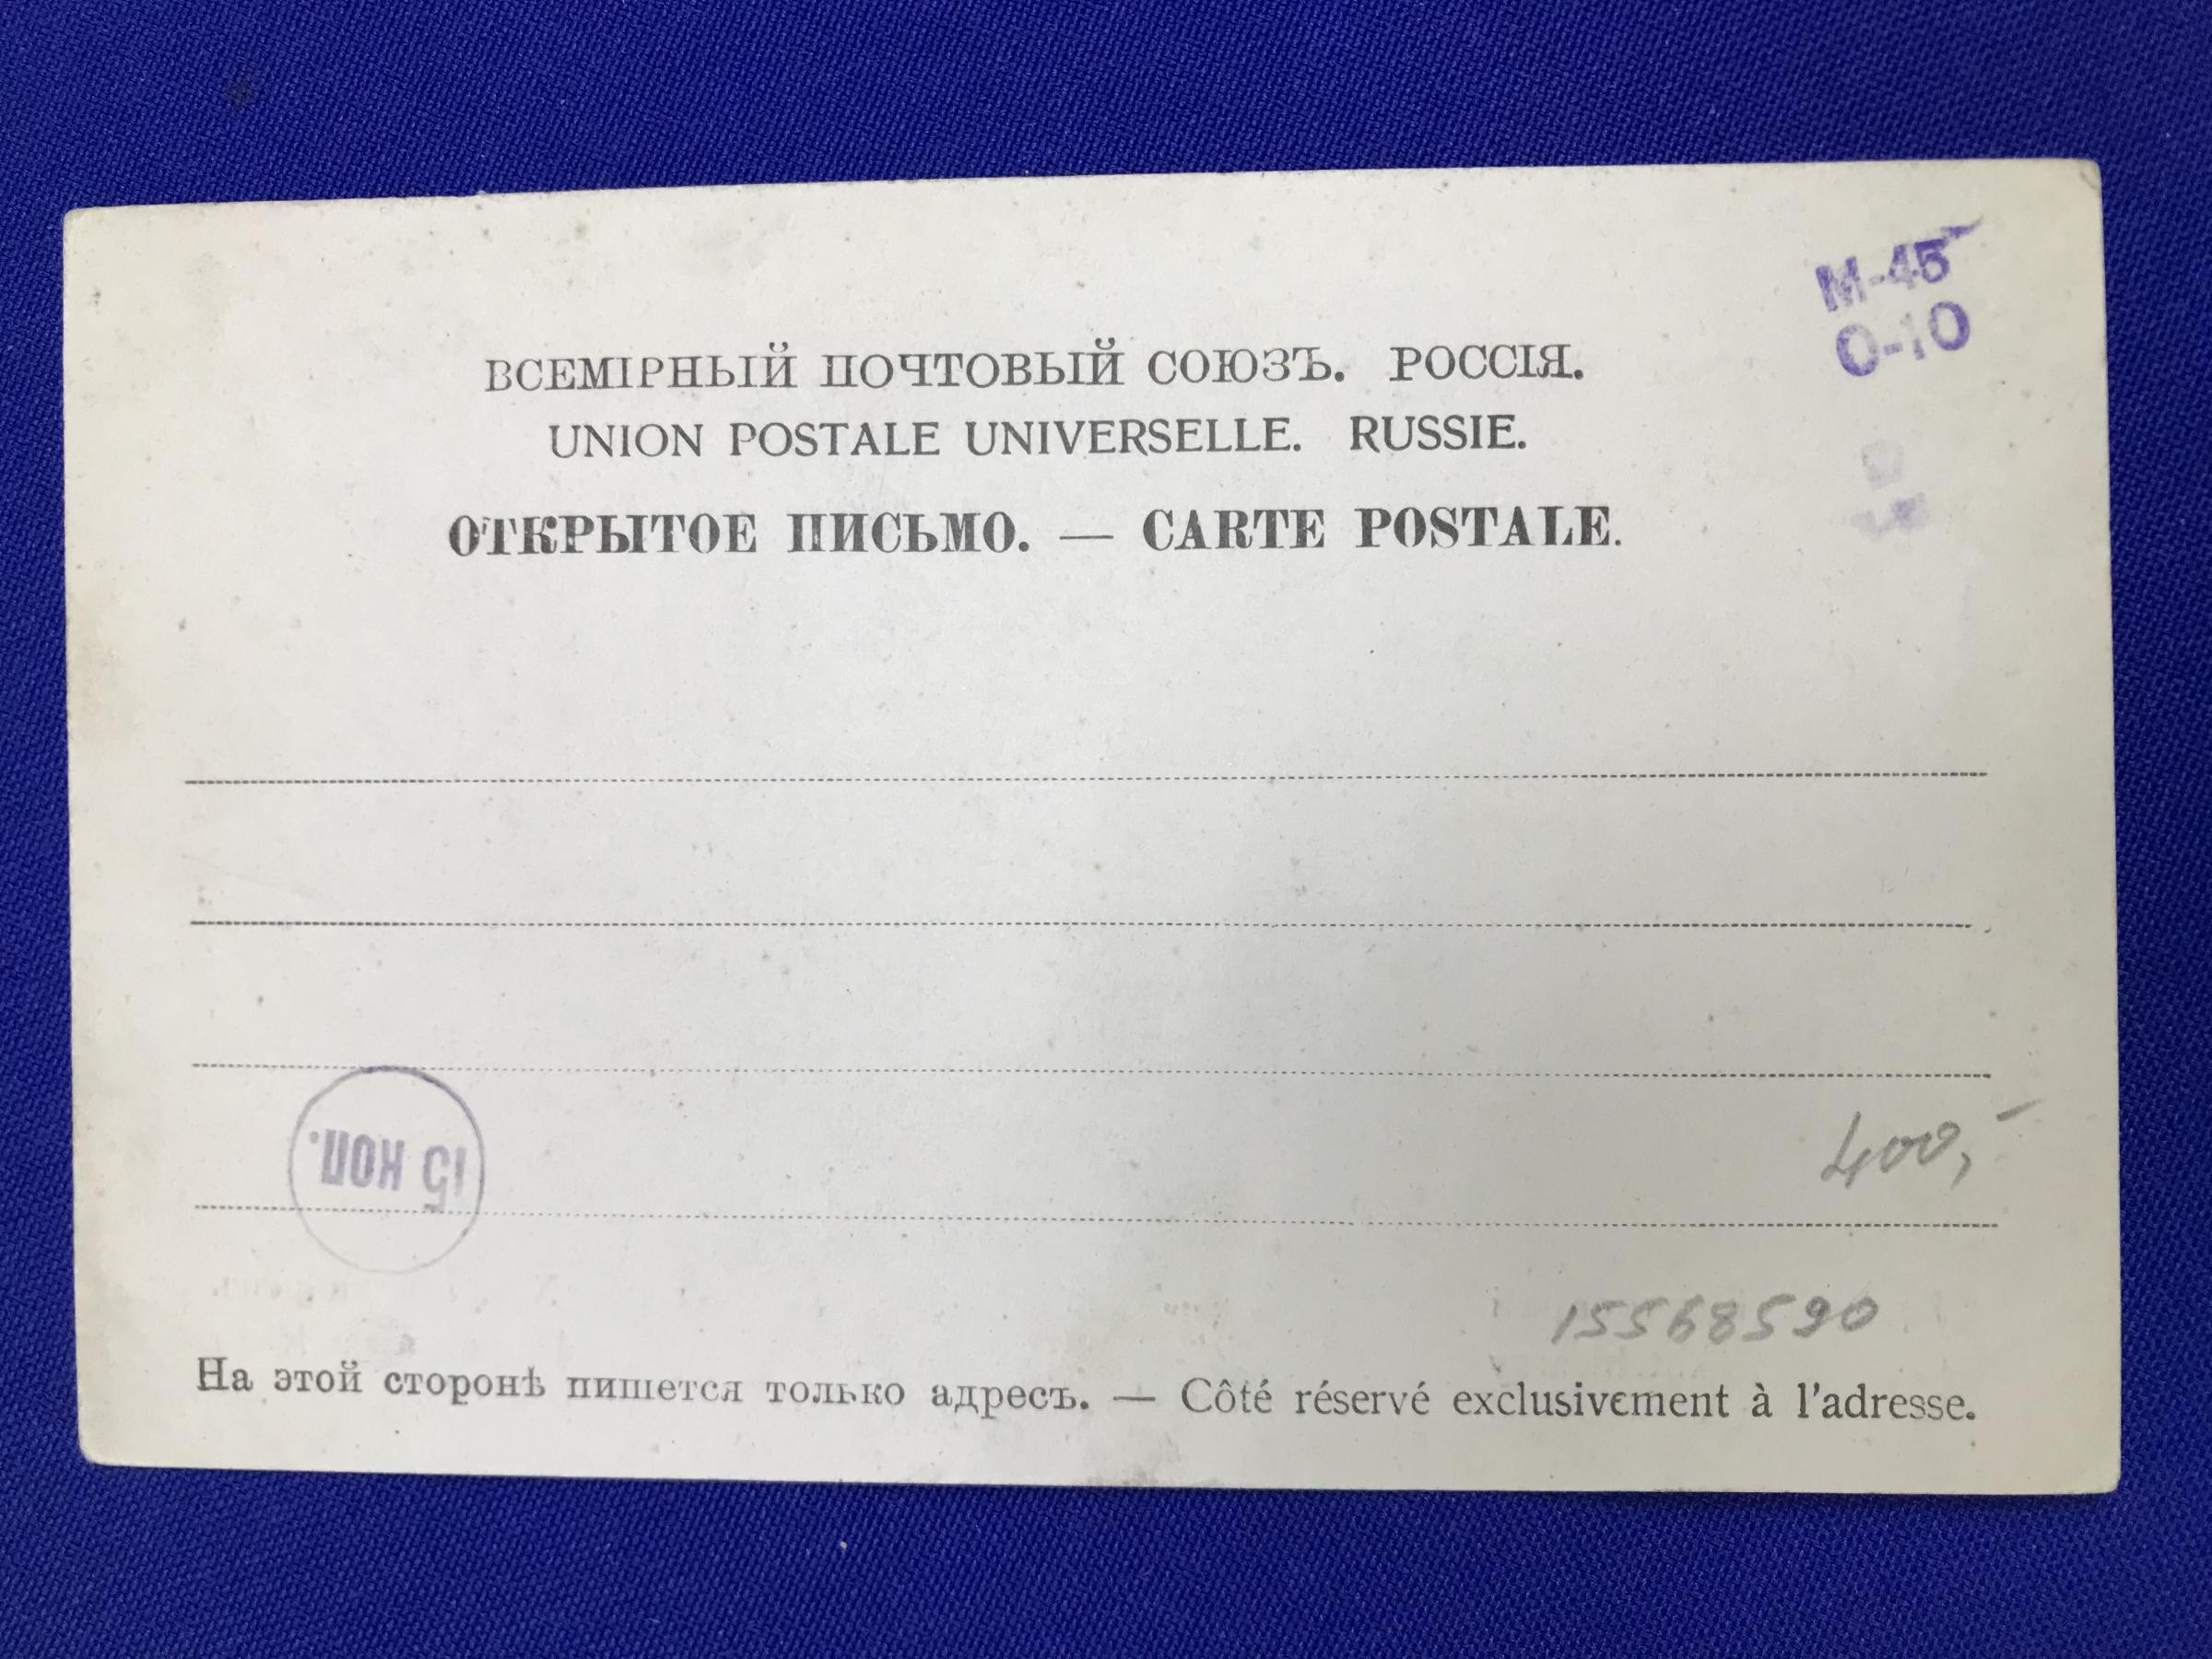 М-45
0-10
ВСЕМІРНЫЙ ПОЧТОВЫЙ СОЮЗЪ. РОССІЯ.
UNION POSTALE UNIVERSELLE. RUSSIE.
ОТКРЫТОЕ ПИСЬМО. — CARTE POSTALE.
15 КОП.
400,-
15568590
На этой сторонѣ пишется только адресъ. — Côté réservé exclusivement à l'adresse.